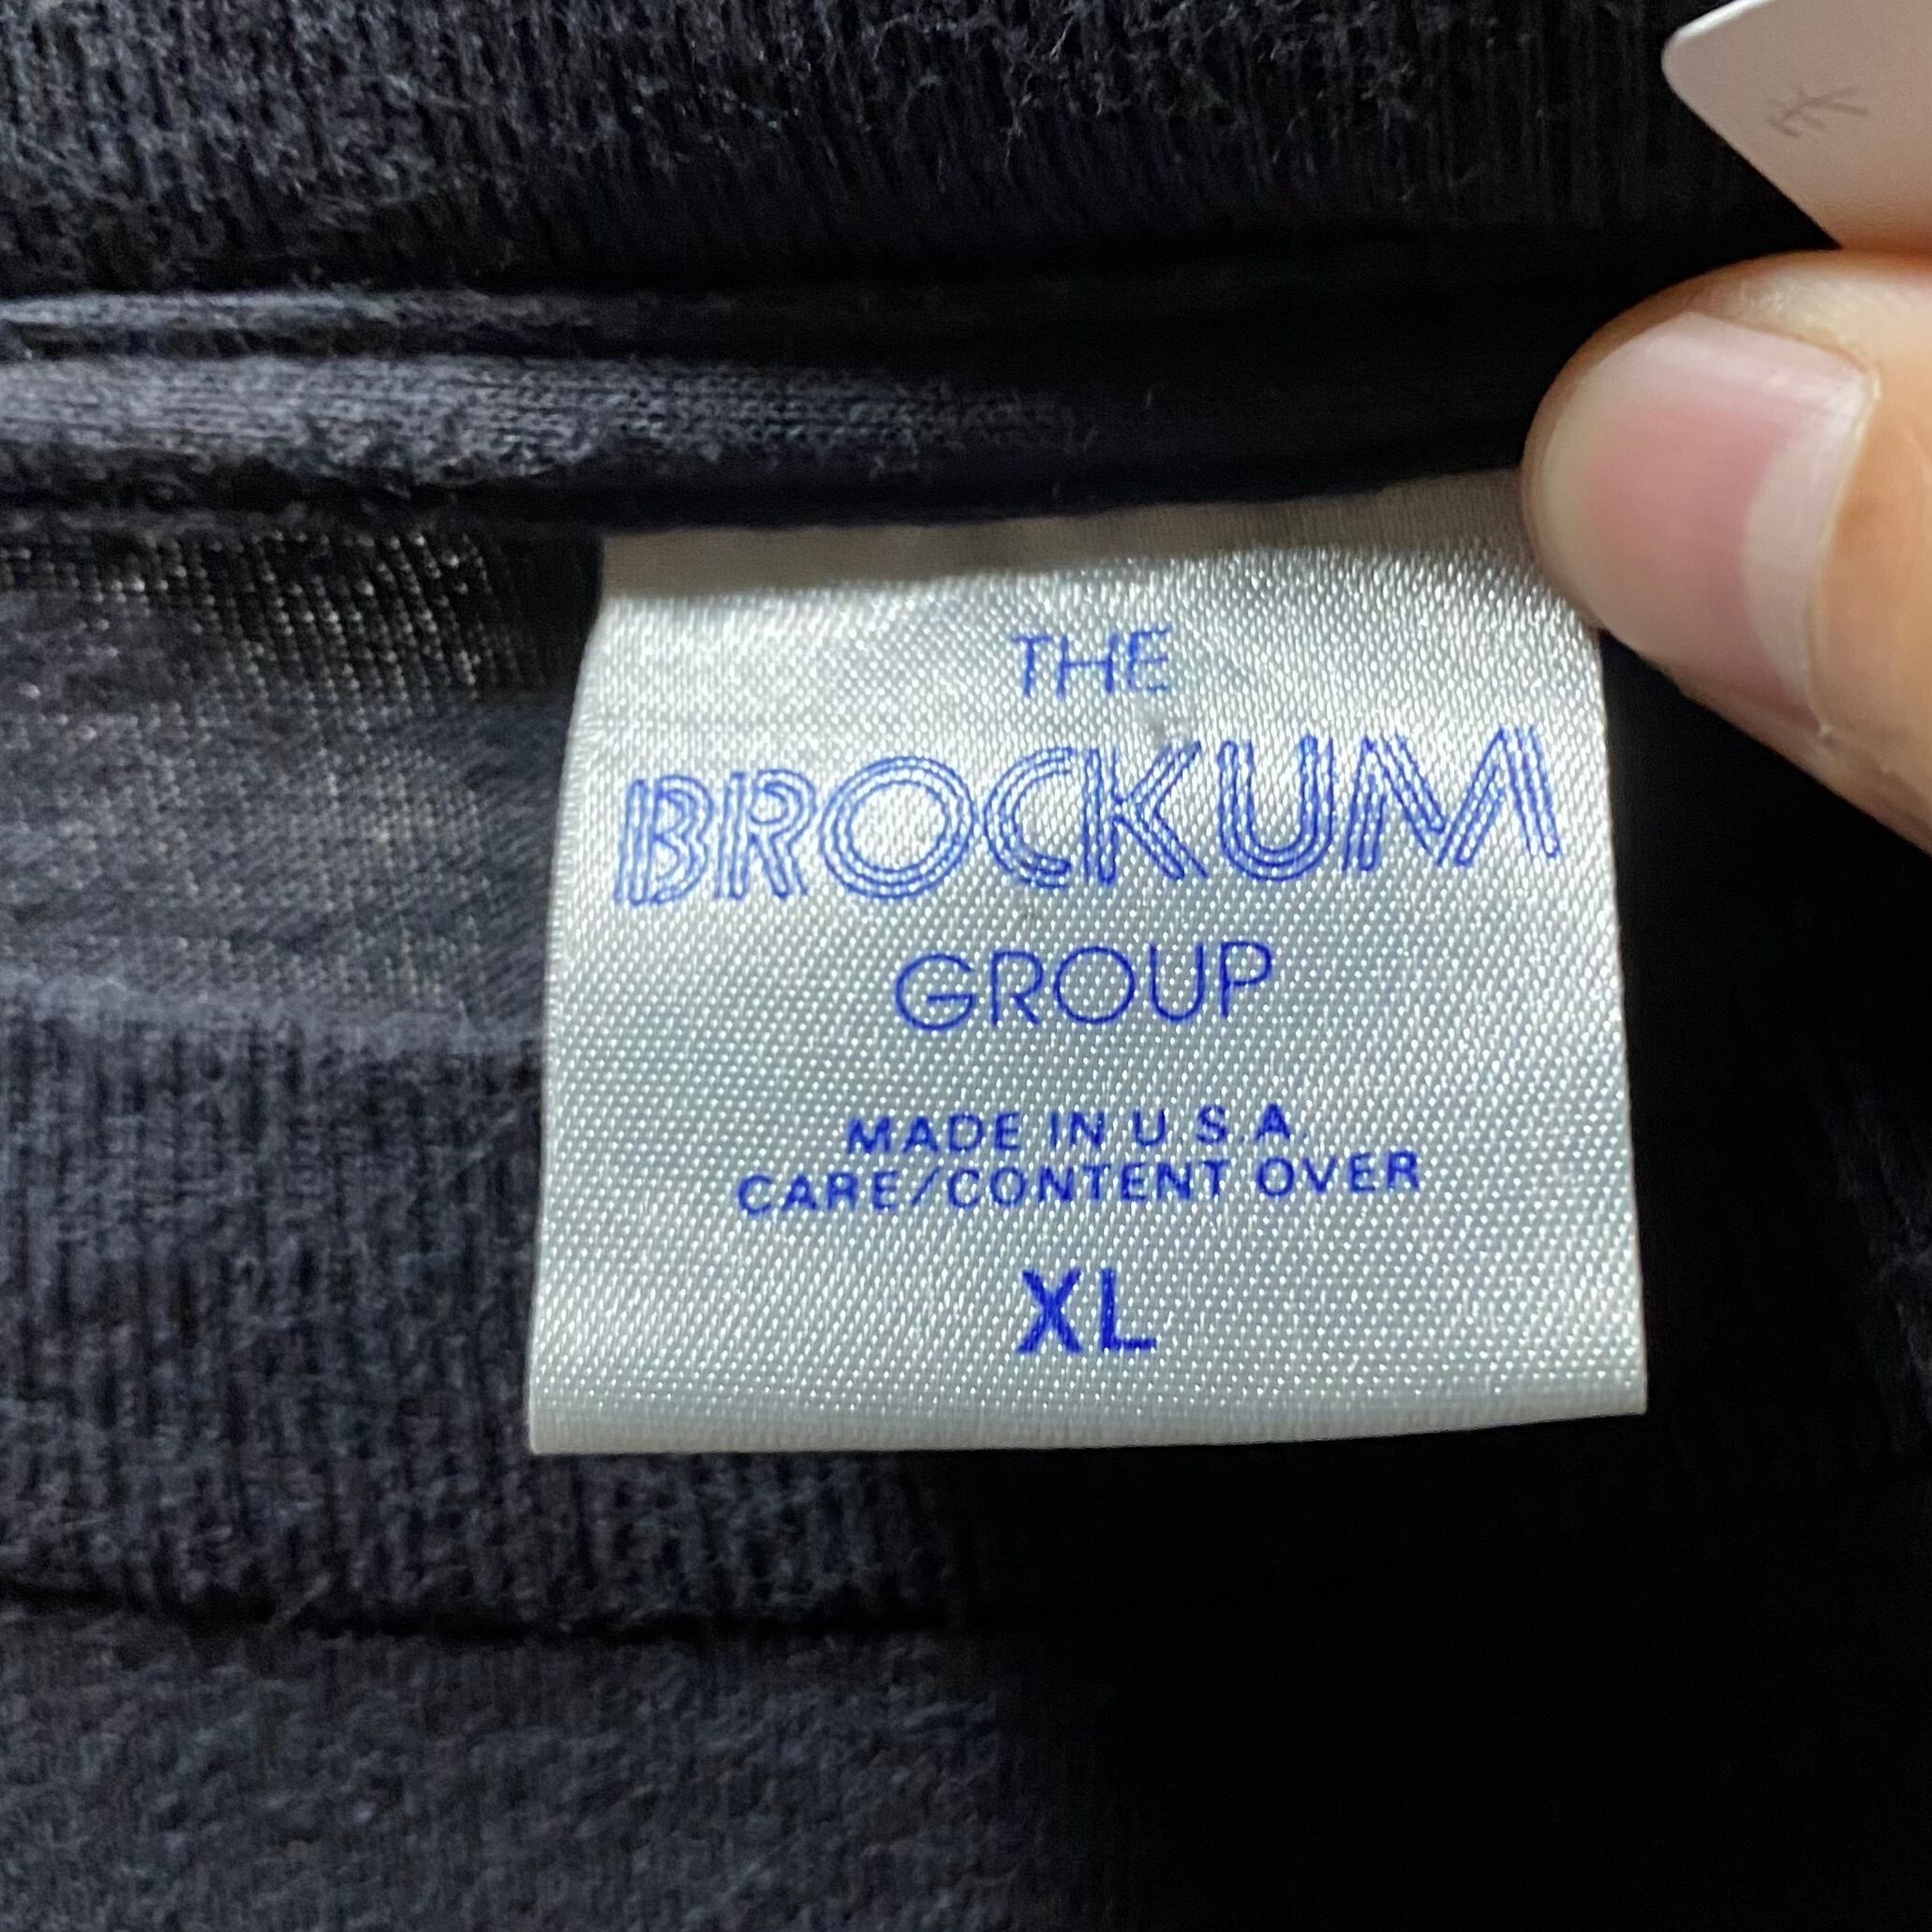 THE
BROCKUM
GROUP
MADE IN U.S.A.
CARE/CONTENT OVER
XL